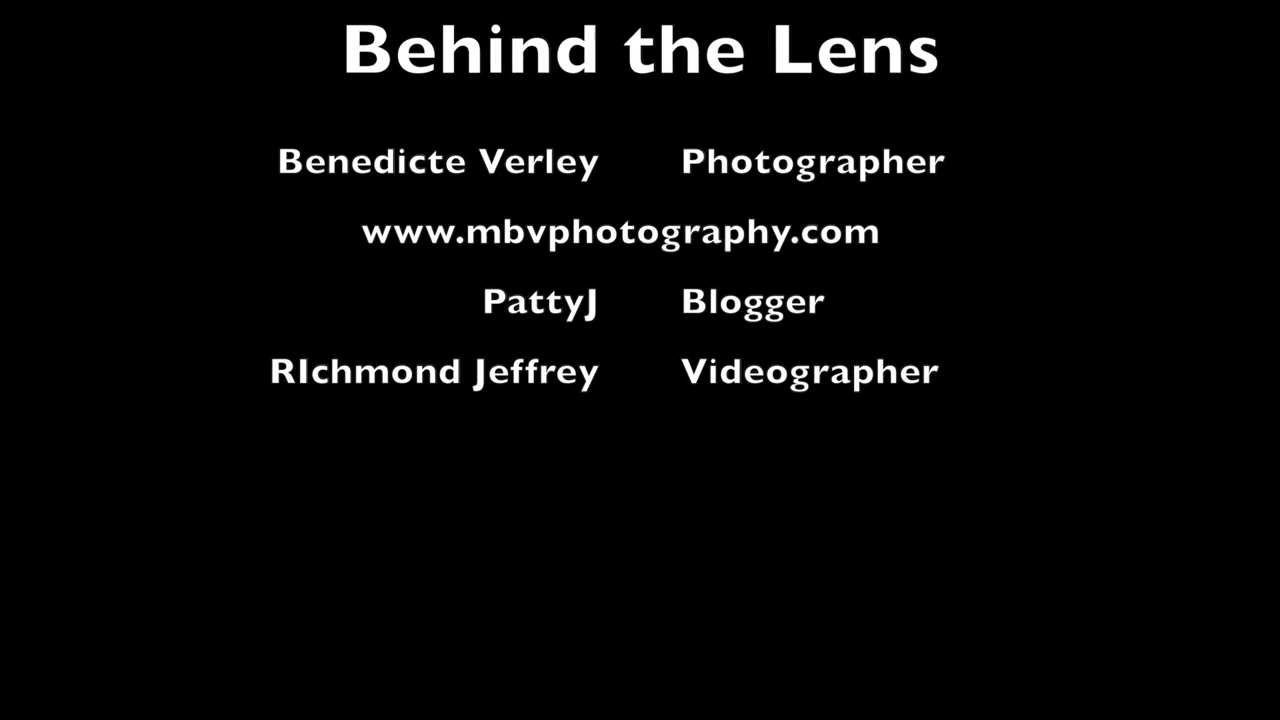 Behind the Lens
Benedicte Verley Photographer
www.mbvphotography.com
PattyJ Blogger
RIchmond Jeffrey Videographer